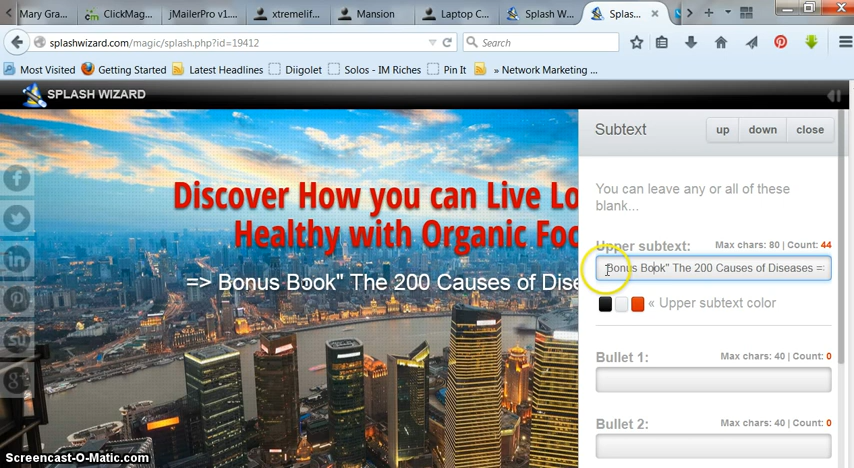 Mary Grang...
ClickMag...
jMailerPro v1...
xtremelif...
Mansion
Laptop C...
Splash W...
Splas...
splashwizard.com/magic/splash.php?id=19412
Search
Most Visited
Getting Started
Latest Headlines
Diigolet
Solos - IM Riches
Pin It
» Network Marketing ...
SPLASH WIZARD
Discover How you can Live Lo
Healthy with Organic Foo
=> Bonus Book" The 200 Causes of Dise
Subtext
up
down
close
You can leave any or all of these
blank...
Upper subtext:
Max chars: 80 | Count: 44
Bonus Book" The 200 Causes of Diseases =
« Upper subtext color
Bullet 1:
Max chars: 40 | Count: 0
Bullet 2:
Max chars: 40 | Count: 0
Screencast-O-Matic.com